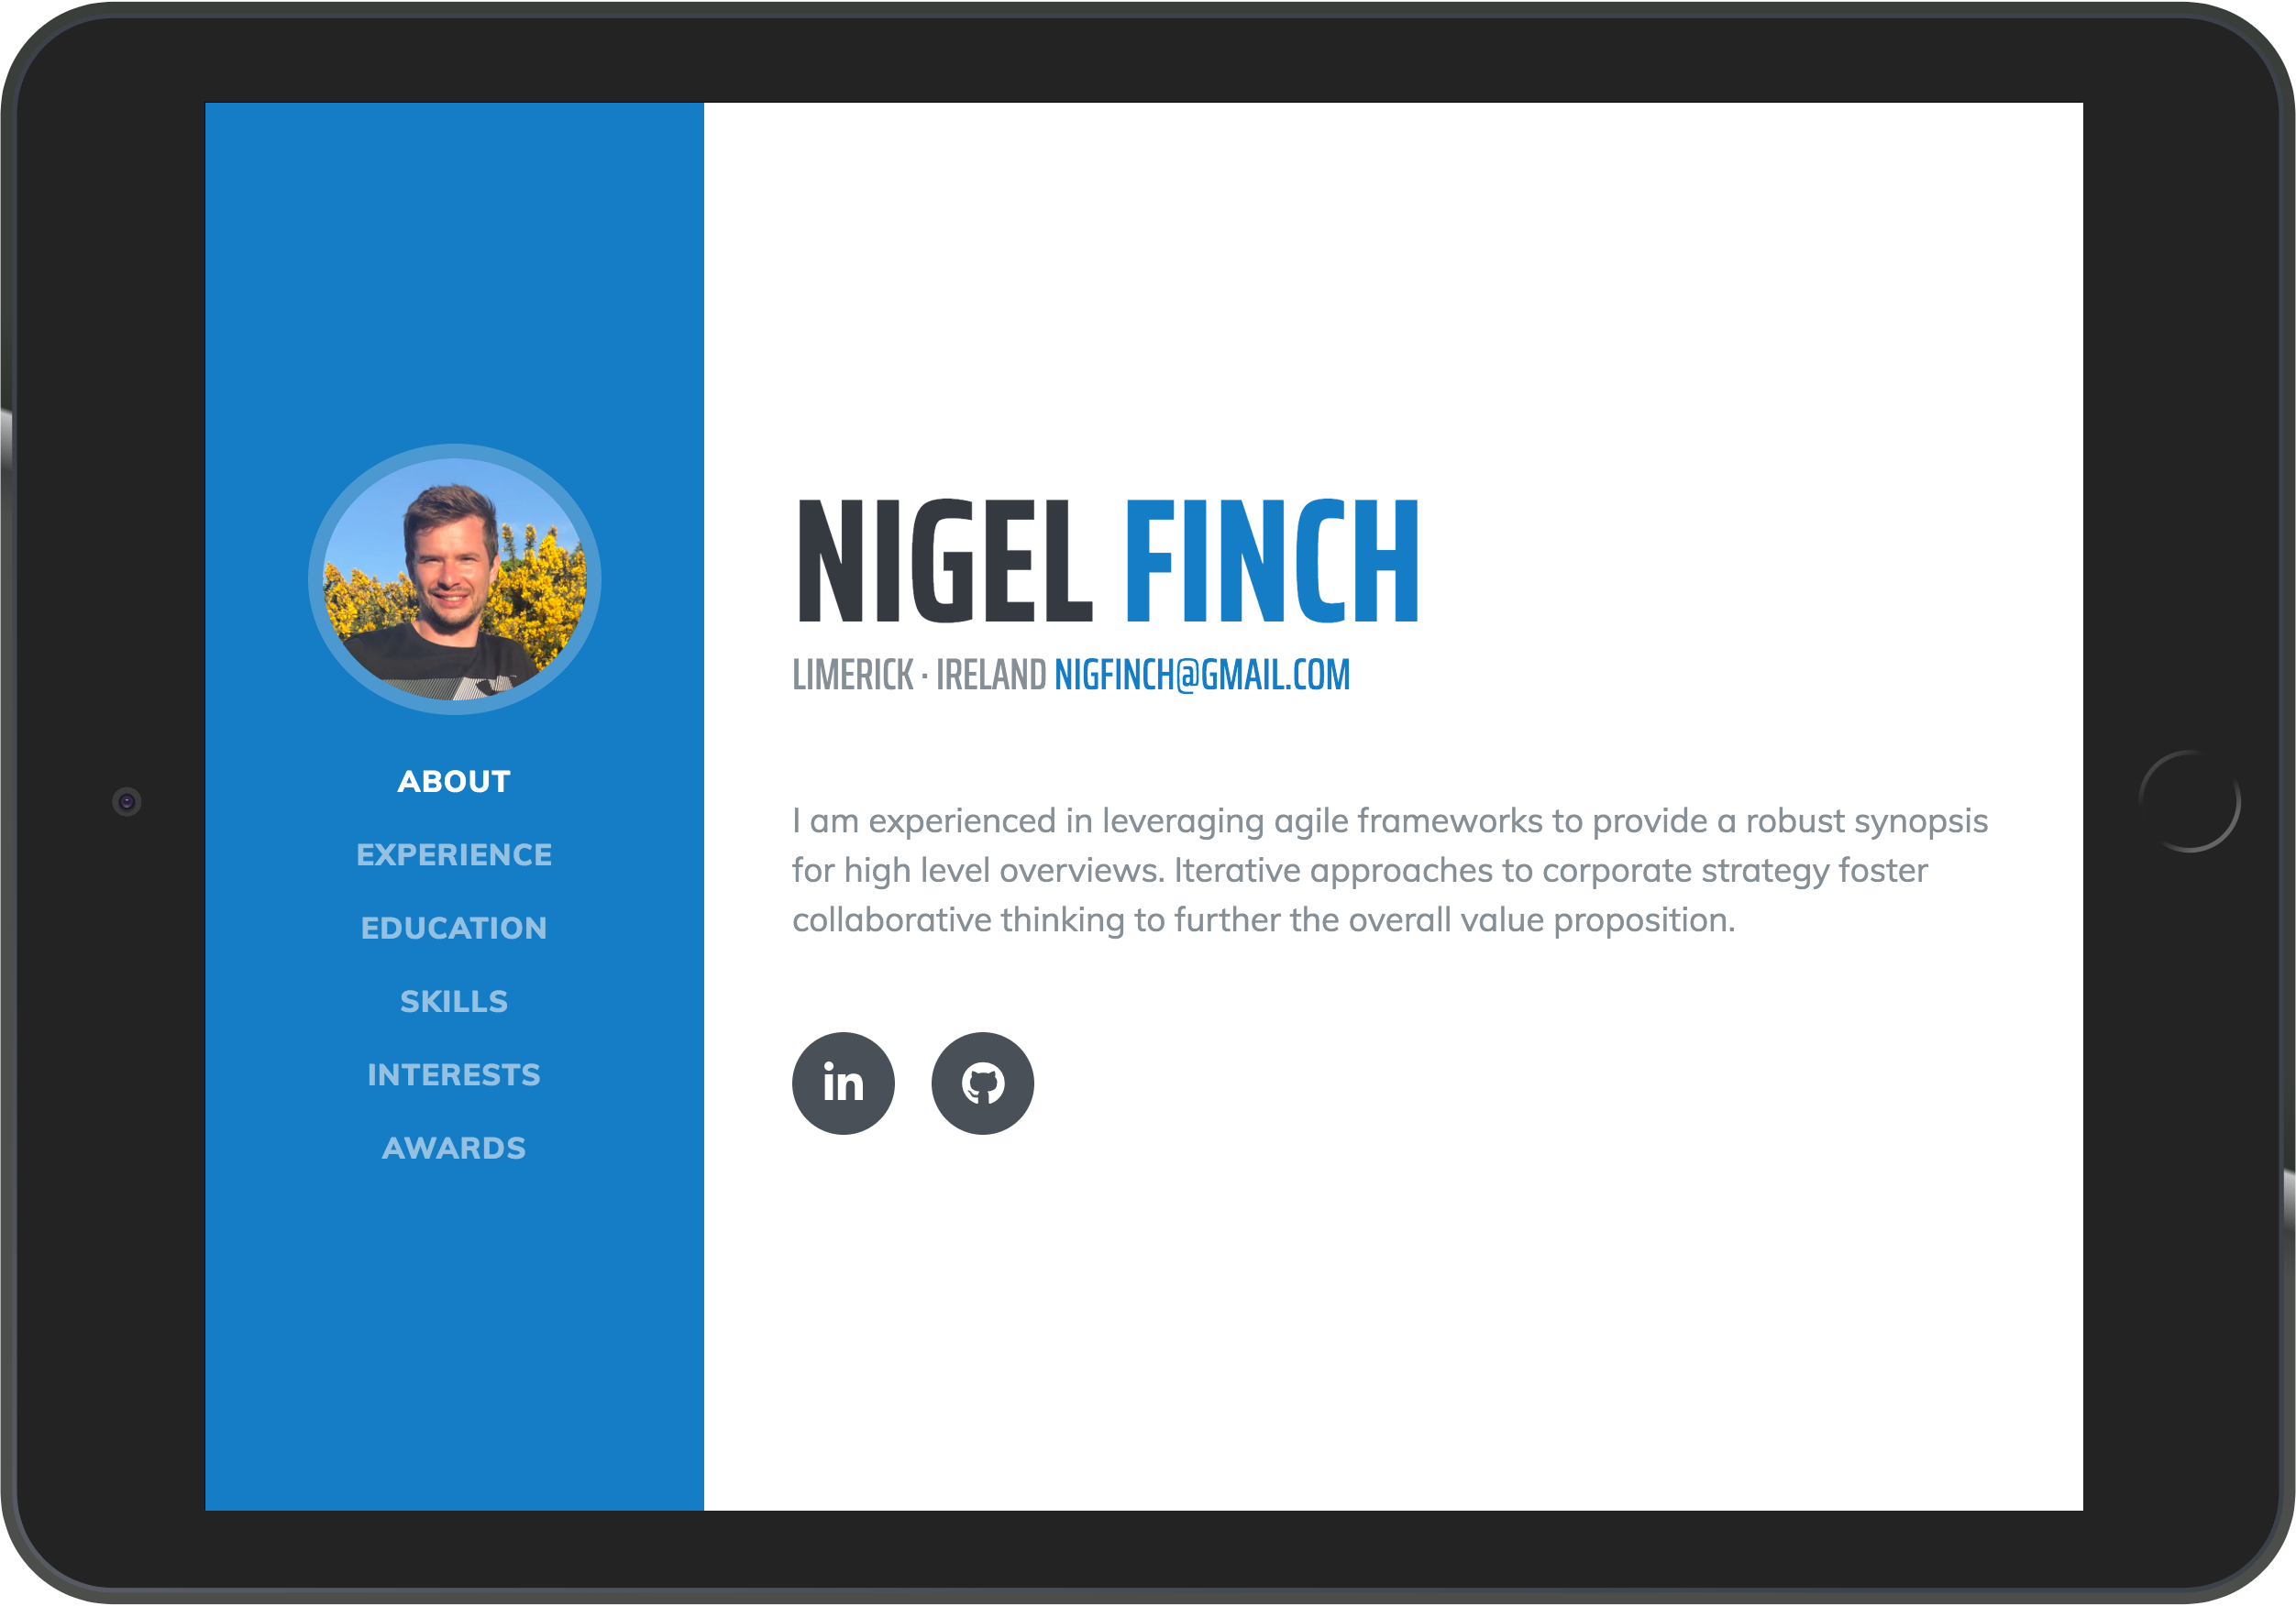 ABOUT
EXPERIENCE
EDUCATION
SKILLS
INTERESTS
AWARDS
NIGEL FINCH
LIMERICK · IRELAND NIGFINCH@GMAIL.COM
I am experienced in leveraging agile frameworks to provide a robust synopsis
for high level overviews. Iterative approaches to corporate strategy foster
collaborative thinking to further the overall value proposition.
in